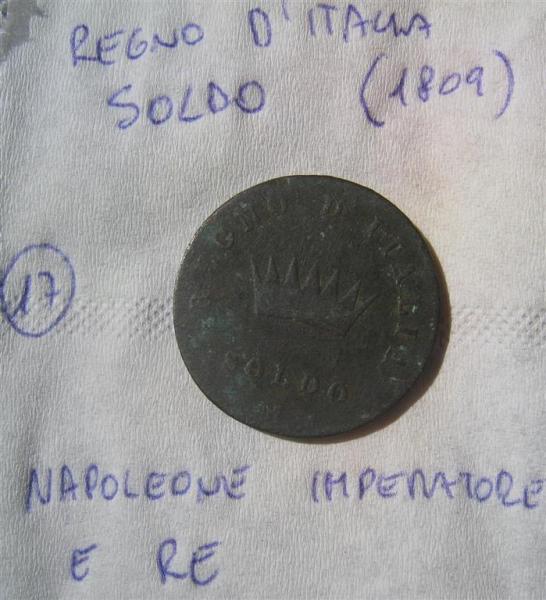 REGNO D'ITALIA
SOLDO (1809)
REGNO D'ITALIA
SOLDO
M
17
NAPOLEONE IMPERATORE
E RE